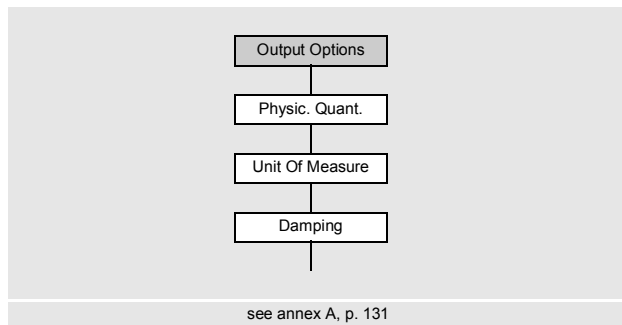 Output Options
Physic. Quant.
Unit Of Measure
Damping
see annex A, p. 131